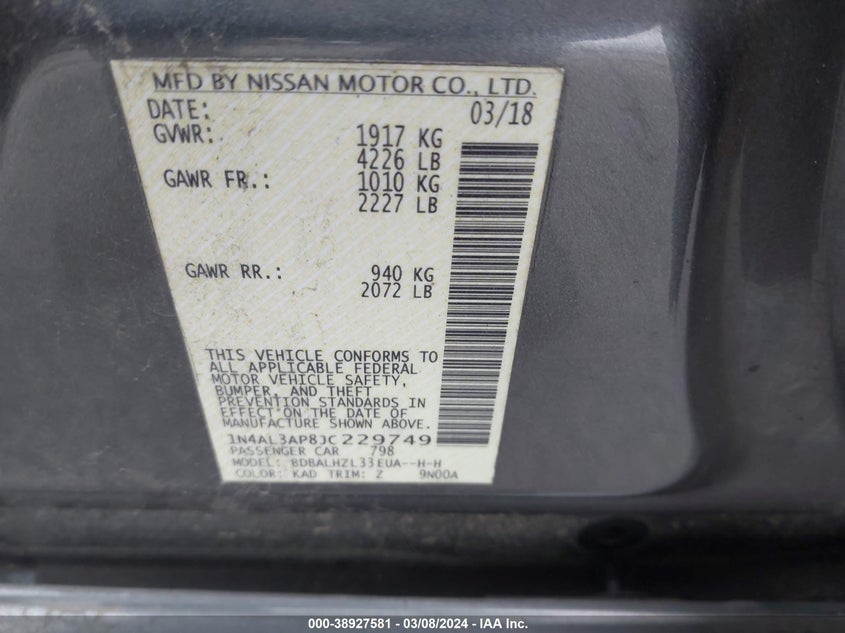 MFD BY NISSAN MOTOR CO., LTD.
DATE: 03/18
GVWR: 1917 KG
4226 LB
GAWR FR.: 1010 KG
2227 LB
GAWR RR.: 940 KG
2072 LB
THIS VEHICLE CONFORMS TO
ALL APPLICABLE FEDERAL
MOTOR VEHICLE SAFETY,
BUMPER, AND THEFT
PREVENTION STANDARDS IN
EFFECT ON THE DATE OF
MANUFACTURE SHOWN ABOVE.
1N4AL3AP8JC229749
PASSENGER CAR 798
MODEL: BDBALHZL33EUA--H-H
COLOR: KAD TRIM: Z 9N00A
000-38927581 - 03/08/2024 - IAA Inc.